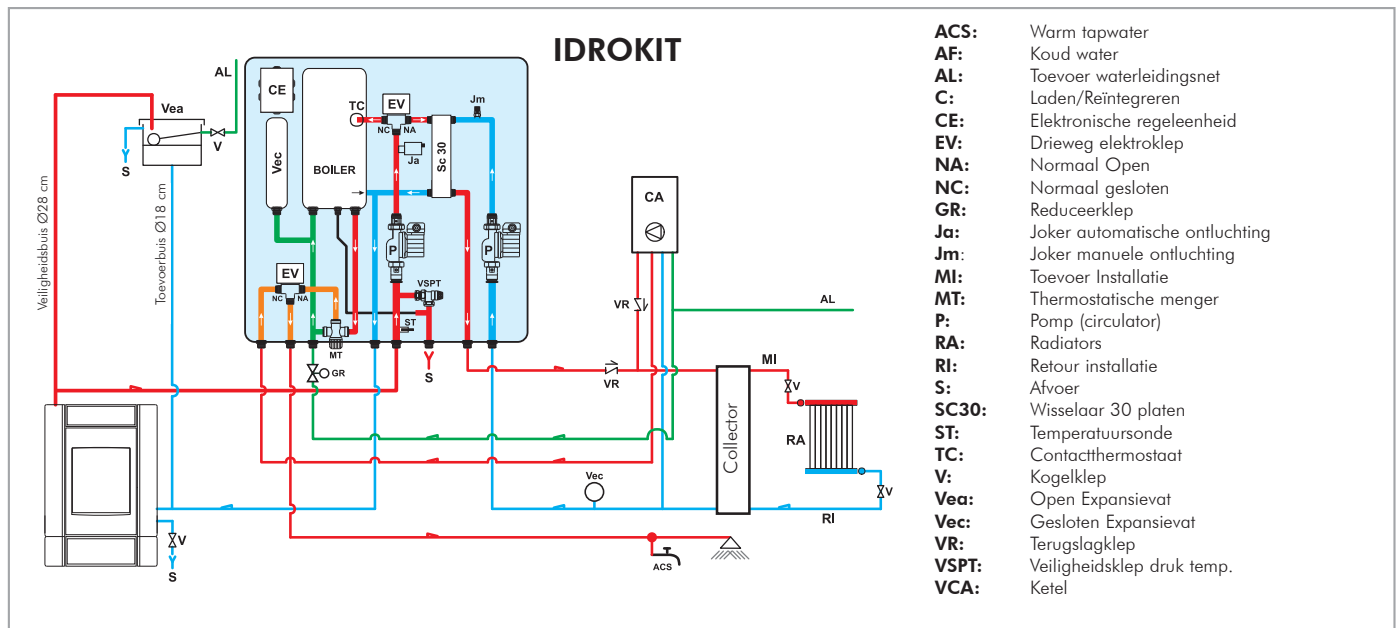 IDROKIT
AL
Vea
V
S
Veiligheidsbuis Ø28 cm
Toevoerbuis Ø18 cm
CE
Vec
BOILER
TC
EV
NC
NA
Ja
Sc 30
Jm
P
P
EV
NC
NA
MT
VSPT
ST
GR
S
CA
VR
AL
VR
MI
V
RA
Collector
V
RI
Vec
V
S
ACS
ACS: Warm tapwater
AF: Koud water
AL: Toevoer waterleidingsnet
C: Laden/Reïntegreren
CE: Elektronische regeleenheid
EV: Drieweg elektroklep
NA: Normaal Open
NC: Normaal gesloten
GR: Reduceerklep
Ja: Joker automatische ontluchting
Jm: Joker manuele ontluchting
MI: Toevoer Installatie
MT: Thermostatische menger
P: Pomp (circulator)
RA: Radiators
RI: Retour installatie
S: Afvoer
SC30: Wisselaar 30 platen
ST: Temperatuursonde
TC: Contactthermostaat
V: Kogelklep
Vea: Open Expansievat
Vec: Gesloten Expansievat
VR: Terugslagklep
VSPT: Veiligheidsklep druk temp.
VCA: Ketel